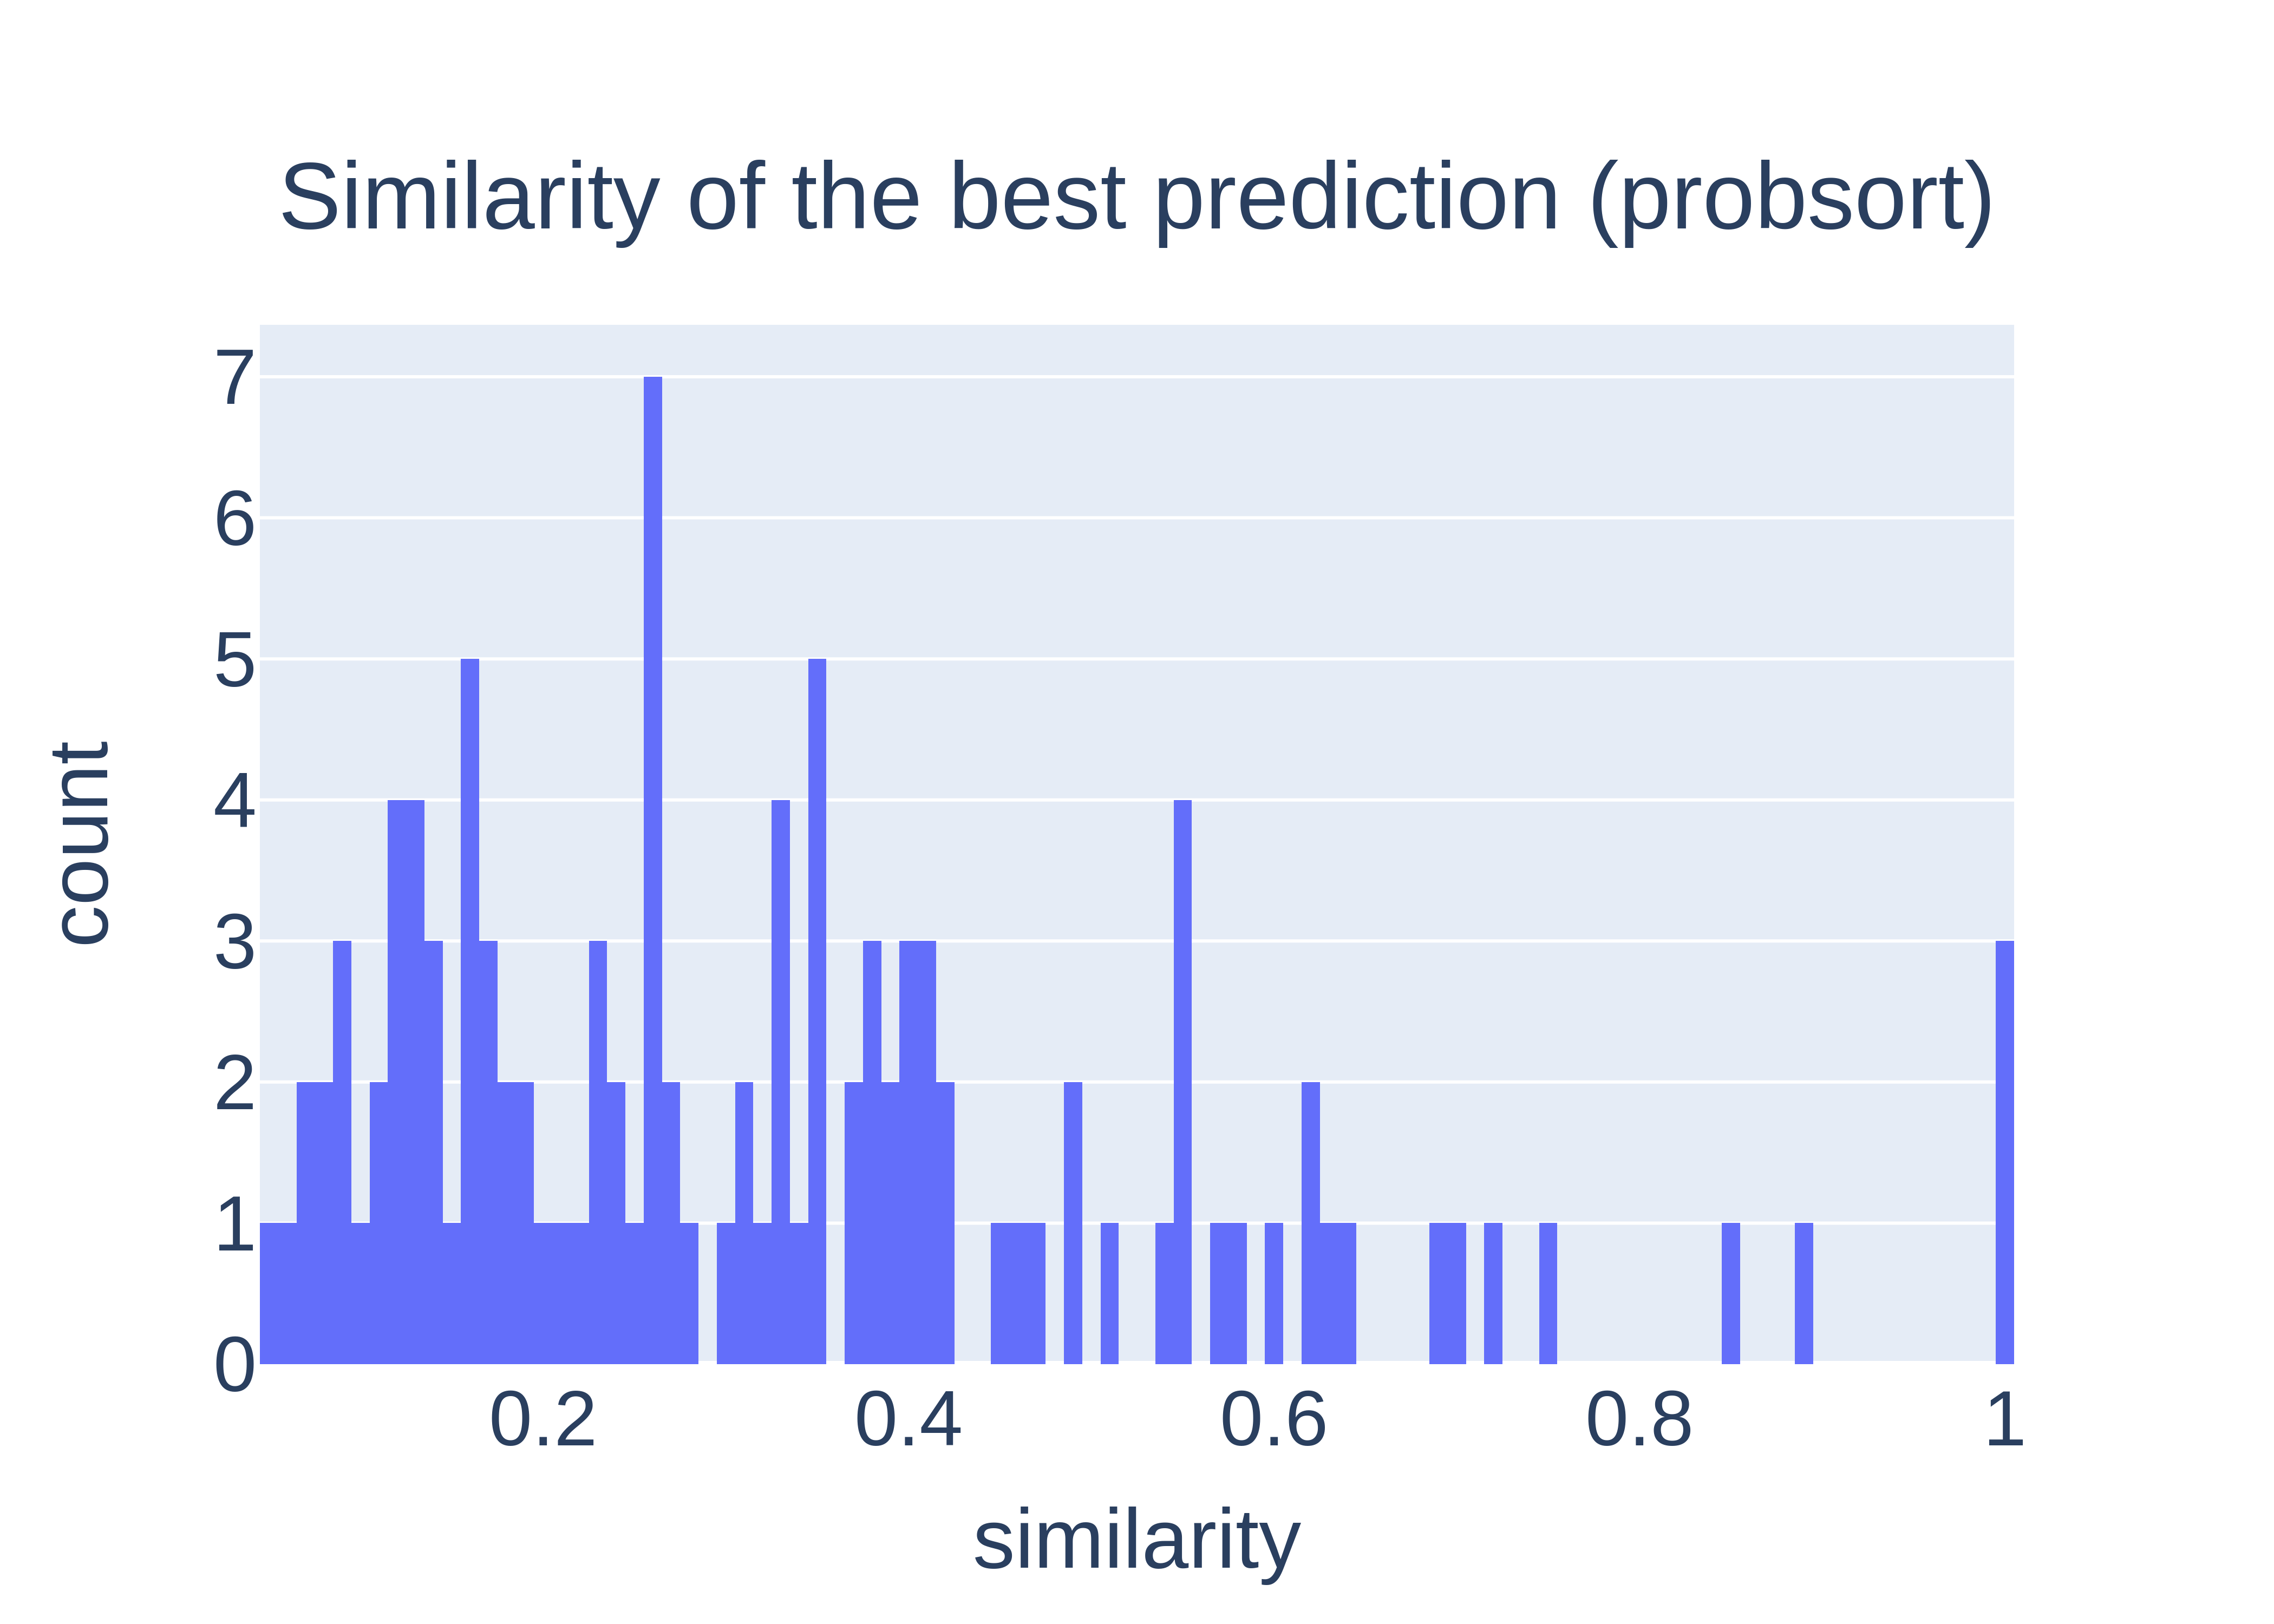 Similarity of the best prediction (probsort)
7
6
5
4
3
2
1
0
count
0.2 0.4 0.6 0.8 1
similarity